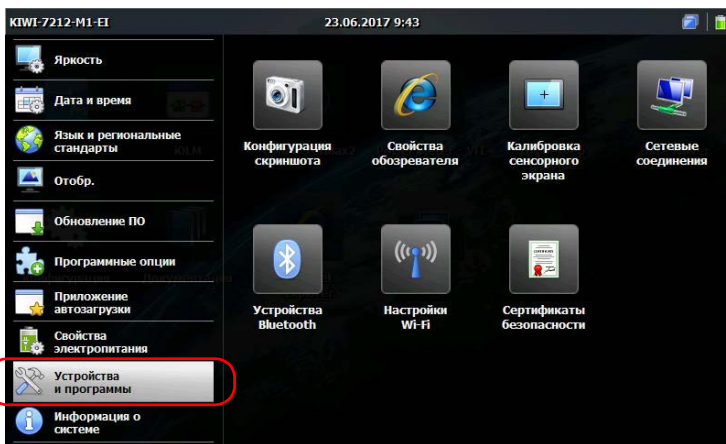 KIWI-7212-M1-EI
23.06.2017 9:43
Яркость
Дата и время
Язык и региональные
стандарты
Отобр.
Обновление ПО
Программные опции
Приложение
автозагрузки
Свойства
электропитания
Устройства
и программы
Информация о
системе
Конфигурация
скриншота
Свойства
обозревателя
Калибровка
сенсорного
экрана
Сетевые
соединения
Устройства
Bluetooth
Настройки
Wi-Fi
Сертификаты
безопасности